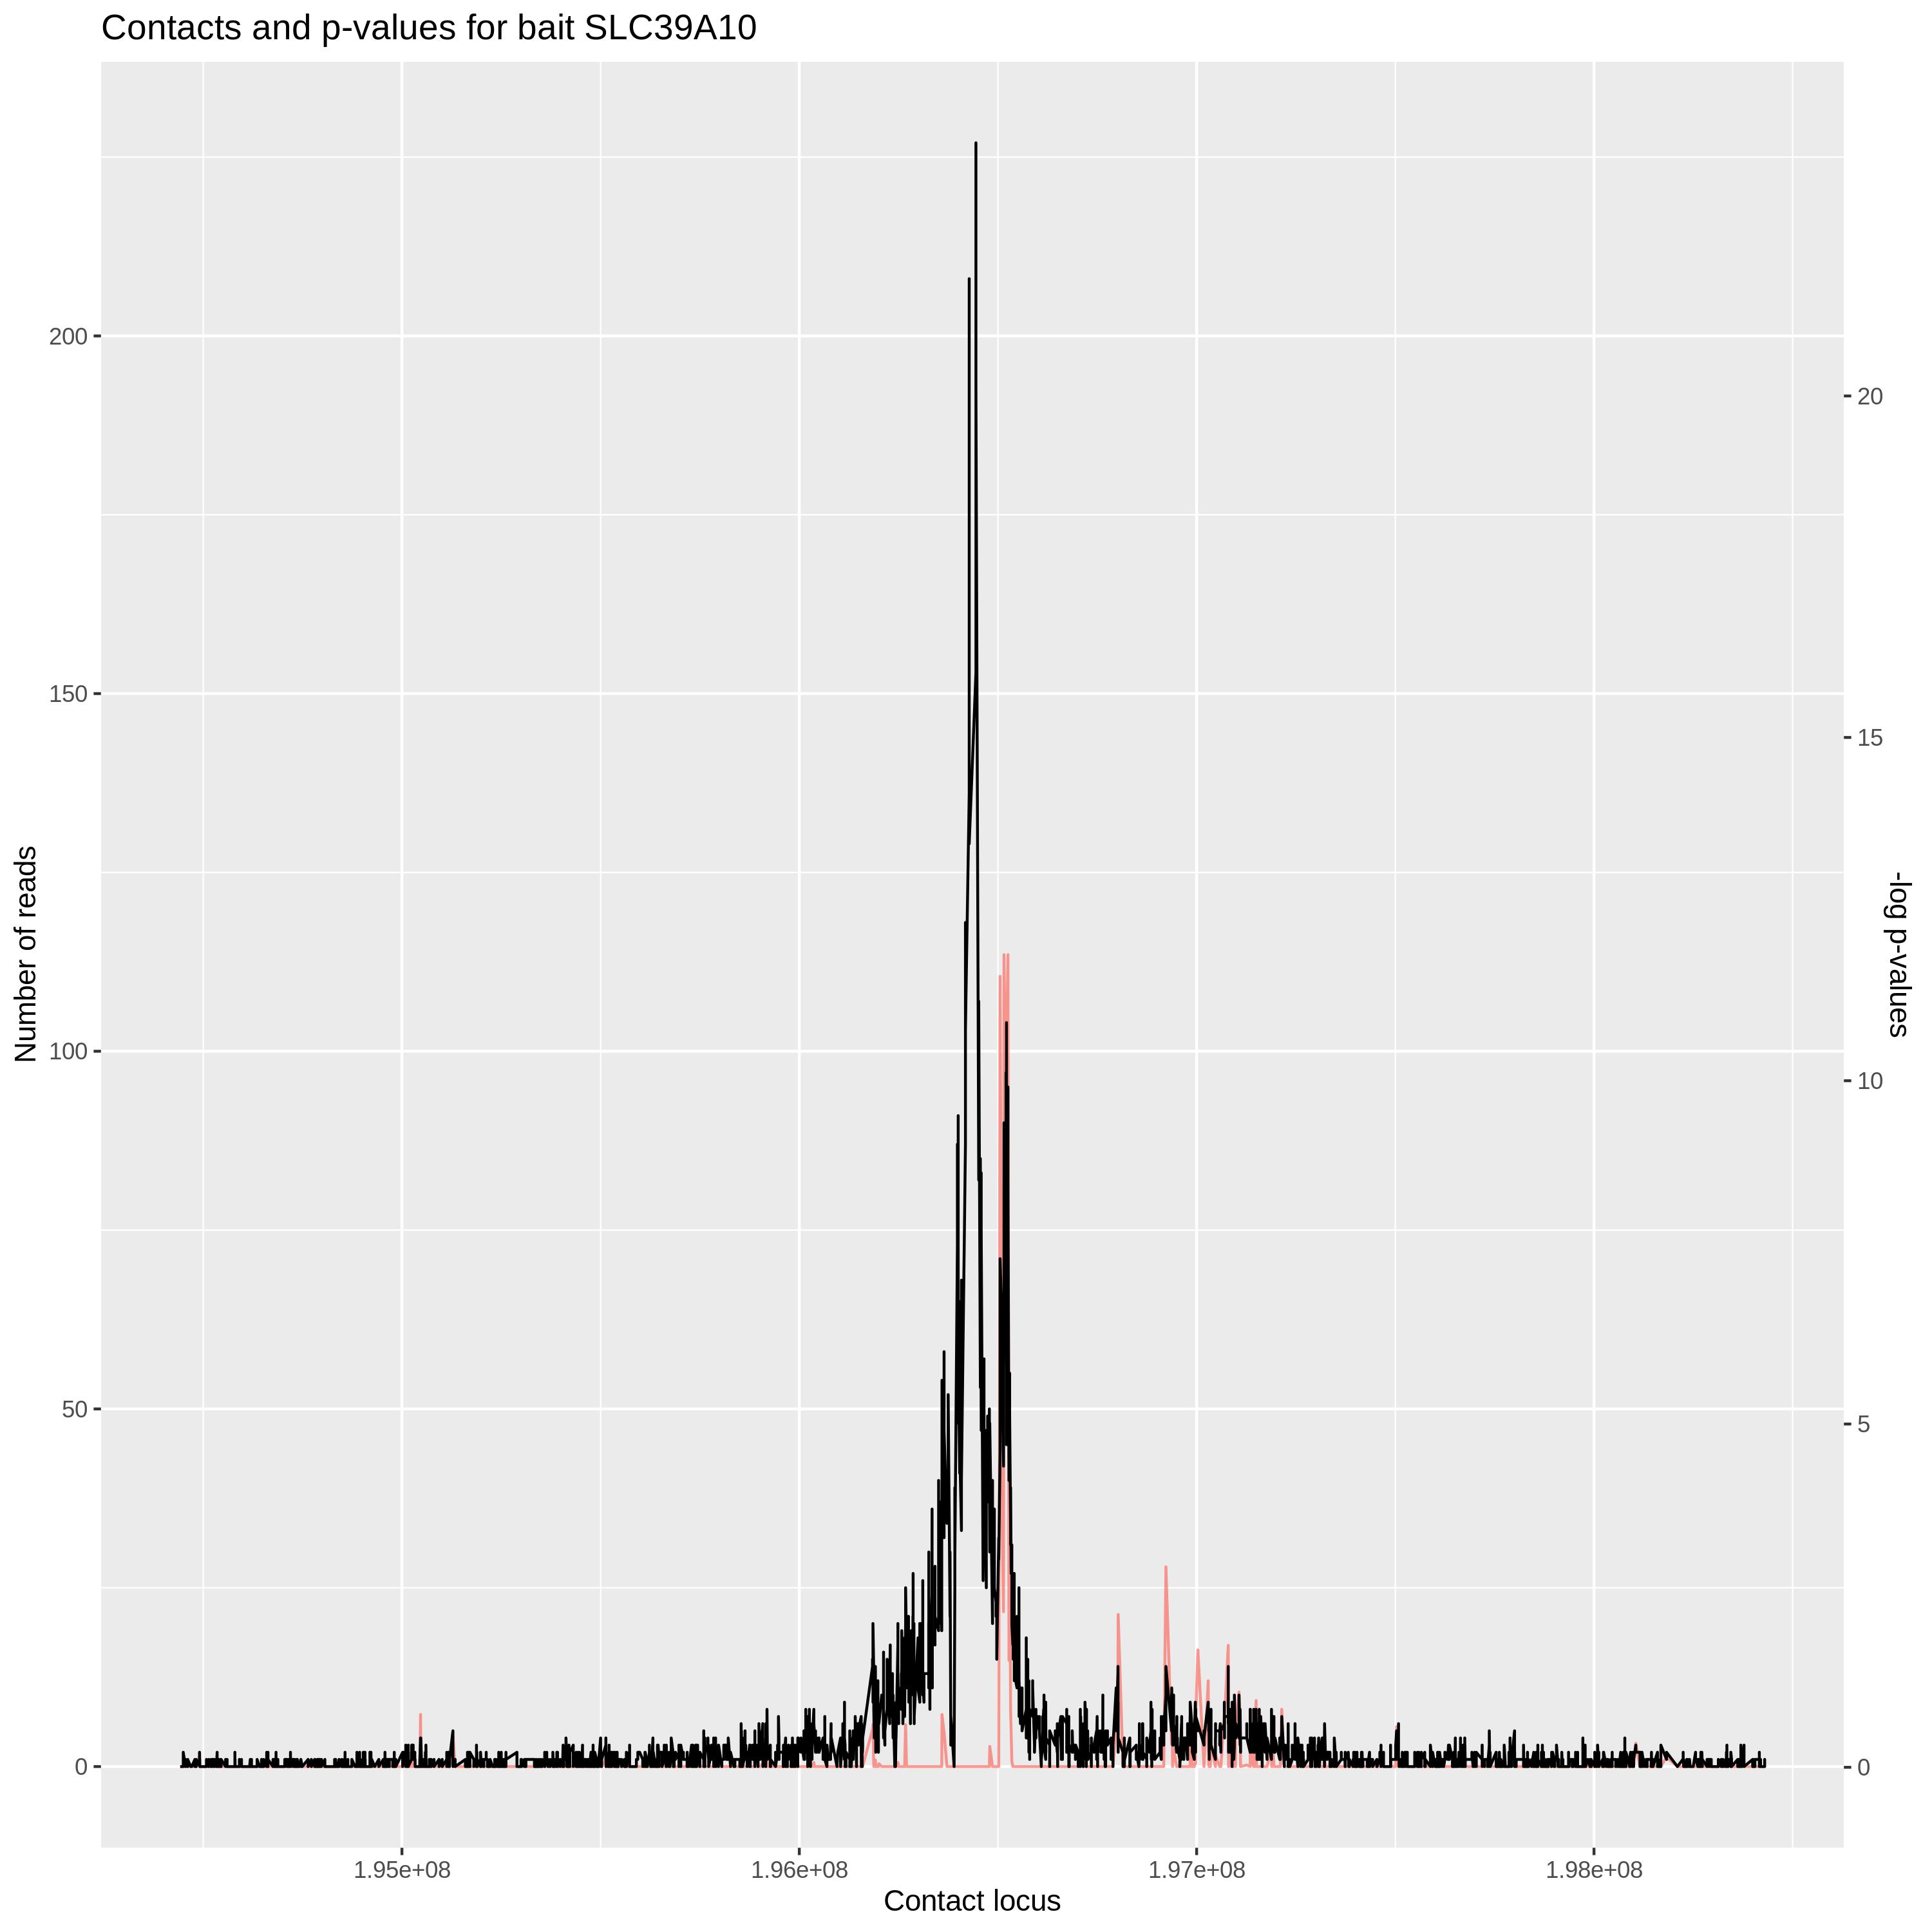 Contacts and p-values for bait SLC39A10
Number of reads
200
150
100
50
0
20
15
10
5
0
-log p-values
1.95e+08 1.96e+08 1.97e+08 1.98e+08
Contact locus